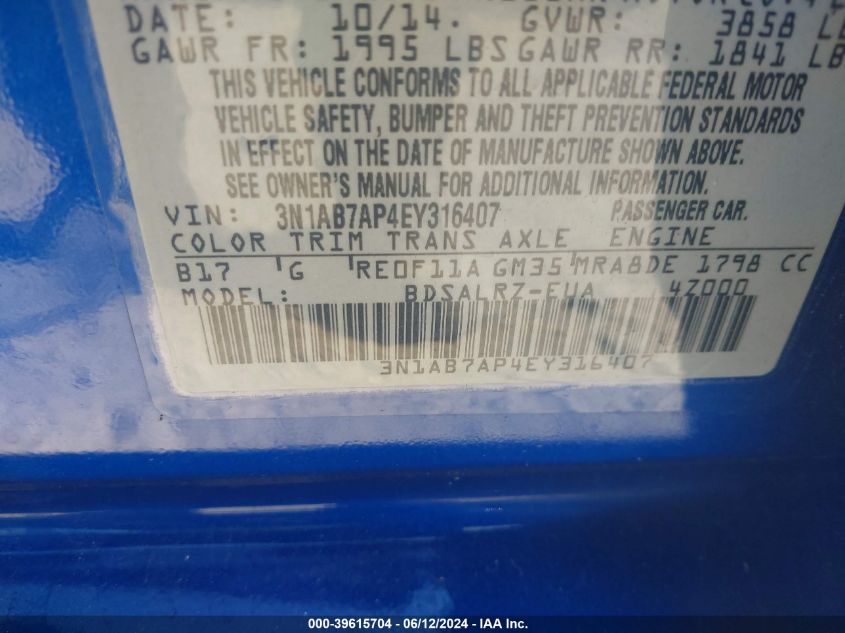 DATE: 10/14. GVWR: 3858 LB
GAWR FR: 1995 LBS GAWR RR: 1841 LB
THIS VEHICLE CONFORMS TO ALL APPLICABLE FEDERAL MOTOR
VEHICLE SAFETY, BUMPER AND THEFT PREVENTION STANDARDS
IN EFFECT ON THE DATE OF MANUFACTURE SHOWN ABOVE.
SEE OWNER'S MANUAL FOR ADDITIONAL INFORMATION.
VIN: 3N1AB7AP4EY316407 PASSENGER CAR.
COLOR TRIM TRANS AXLE ENGINE
B17 'G 'RE0F11A GM35 'MRA8DE 1798 CC
MODEL: BDSALRZ-EUA 4Z000
3N1AB7AP4EY316407
000-39615704 - 06/12/2024 - IAA Inc.